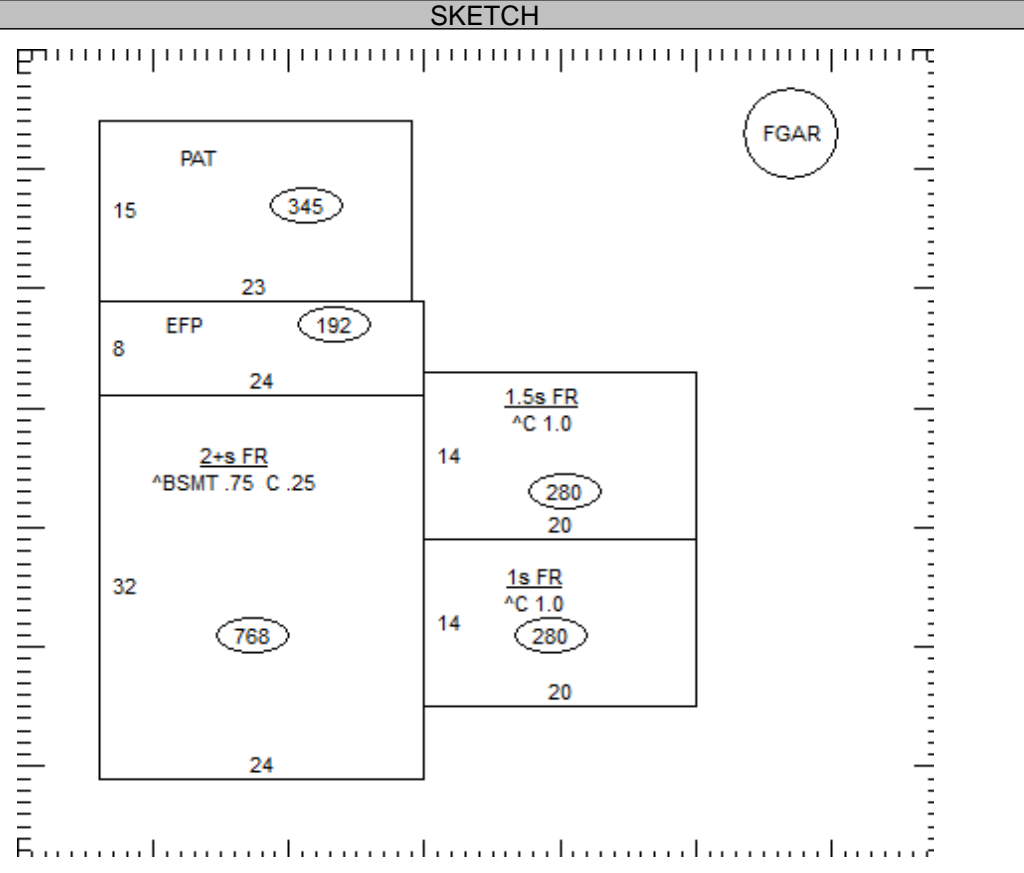 SKETCH
FGAR
PAT
345
15
23
EFP
192
8
24
1.5s FR
^C 1.0
14
280
20
2+s FR
^BSMT .75 C .25
32
768
24
1s FR
^C 1.0
14
280
20